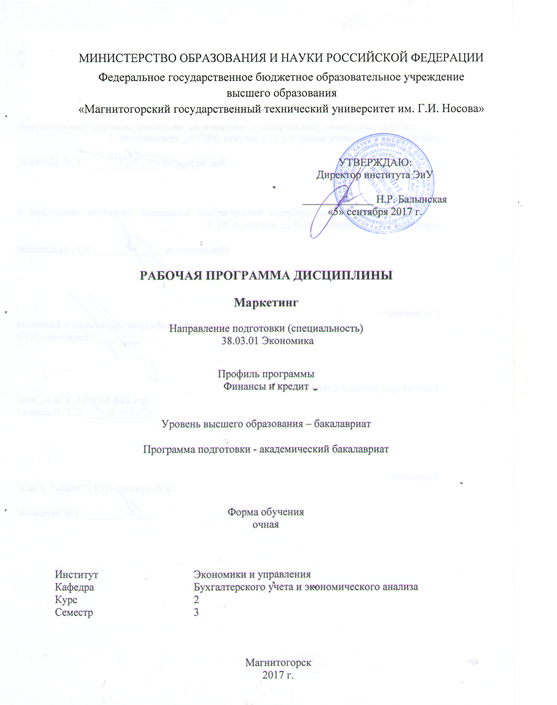 МИНИСТЕРСТВО ОБРАЗОВАНИЯ И НАУКИ РОССИЙСКОЙ ФЕДЕРАЦИИ
Федеральное государственное бюджетное образовательное учреждение
высшего образования
«Магнитогорский государственный технический университет им. Г.И. Носова»
УТВЕРЖДАЮ:
Директор института ЭиУ
Н.Р. Балынская
«5» сентября 2017 г.
РАБОЧАЯ ПРОГРАММА ДИСЦИПЛИНЫ
Маркетинг
Направление подготовки (специальность)
38.03.01 Экономика
Профиль программы
Финансы и кредит
Уровень высшего образования – бакалавриат
Программа подготовки - академический бакалавриат
Форма обучения
очная
Институт Экономики и управления
Кафедра Бухгалтерского учета и экономического анализа
Курс 2
Семестр 3
Магнитогорск
2017 г.